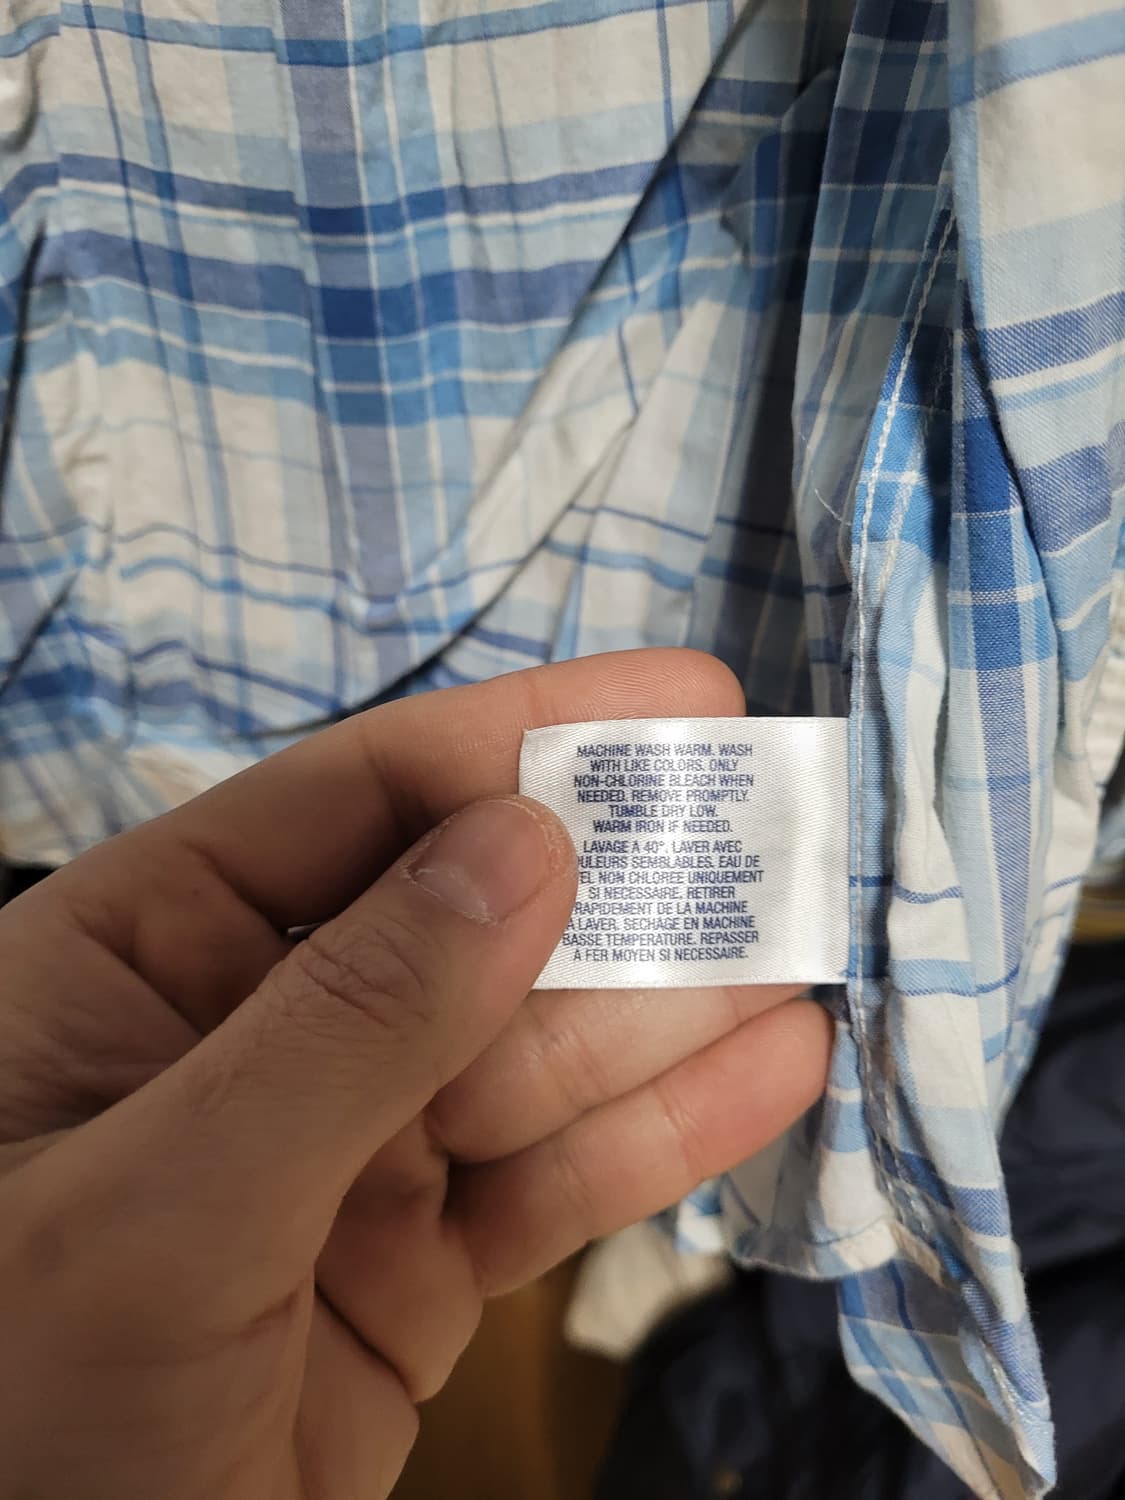 MACHINE WASH WARM. WASH
WITH LIKE COLORS. ONLY
NON-CHLORINE BLEACH WHEN
NEEDED. REMOVE PROMPTLY.
TUMBLE DRY LOW.
WARM IRON IF NEEDED.
LAVAGE A 40°. LAVER AVEC
SEMBLABLES. EAU DE
NON CHLOREE UNIQUEMENT
SI NECESSAIRE. RETIRER
RAPIDEMENT DE LA MACHINE
A LAVER. SECHAGE EN MACHINE
BASSE TEMPERATURE. REPASSER
A FER MOYEN SI NECESSAIRE.